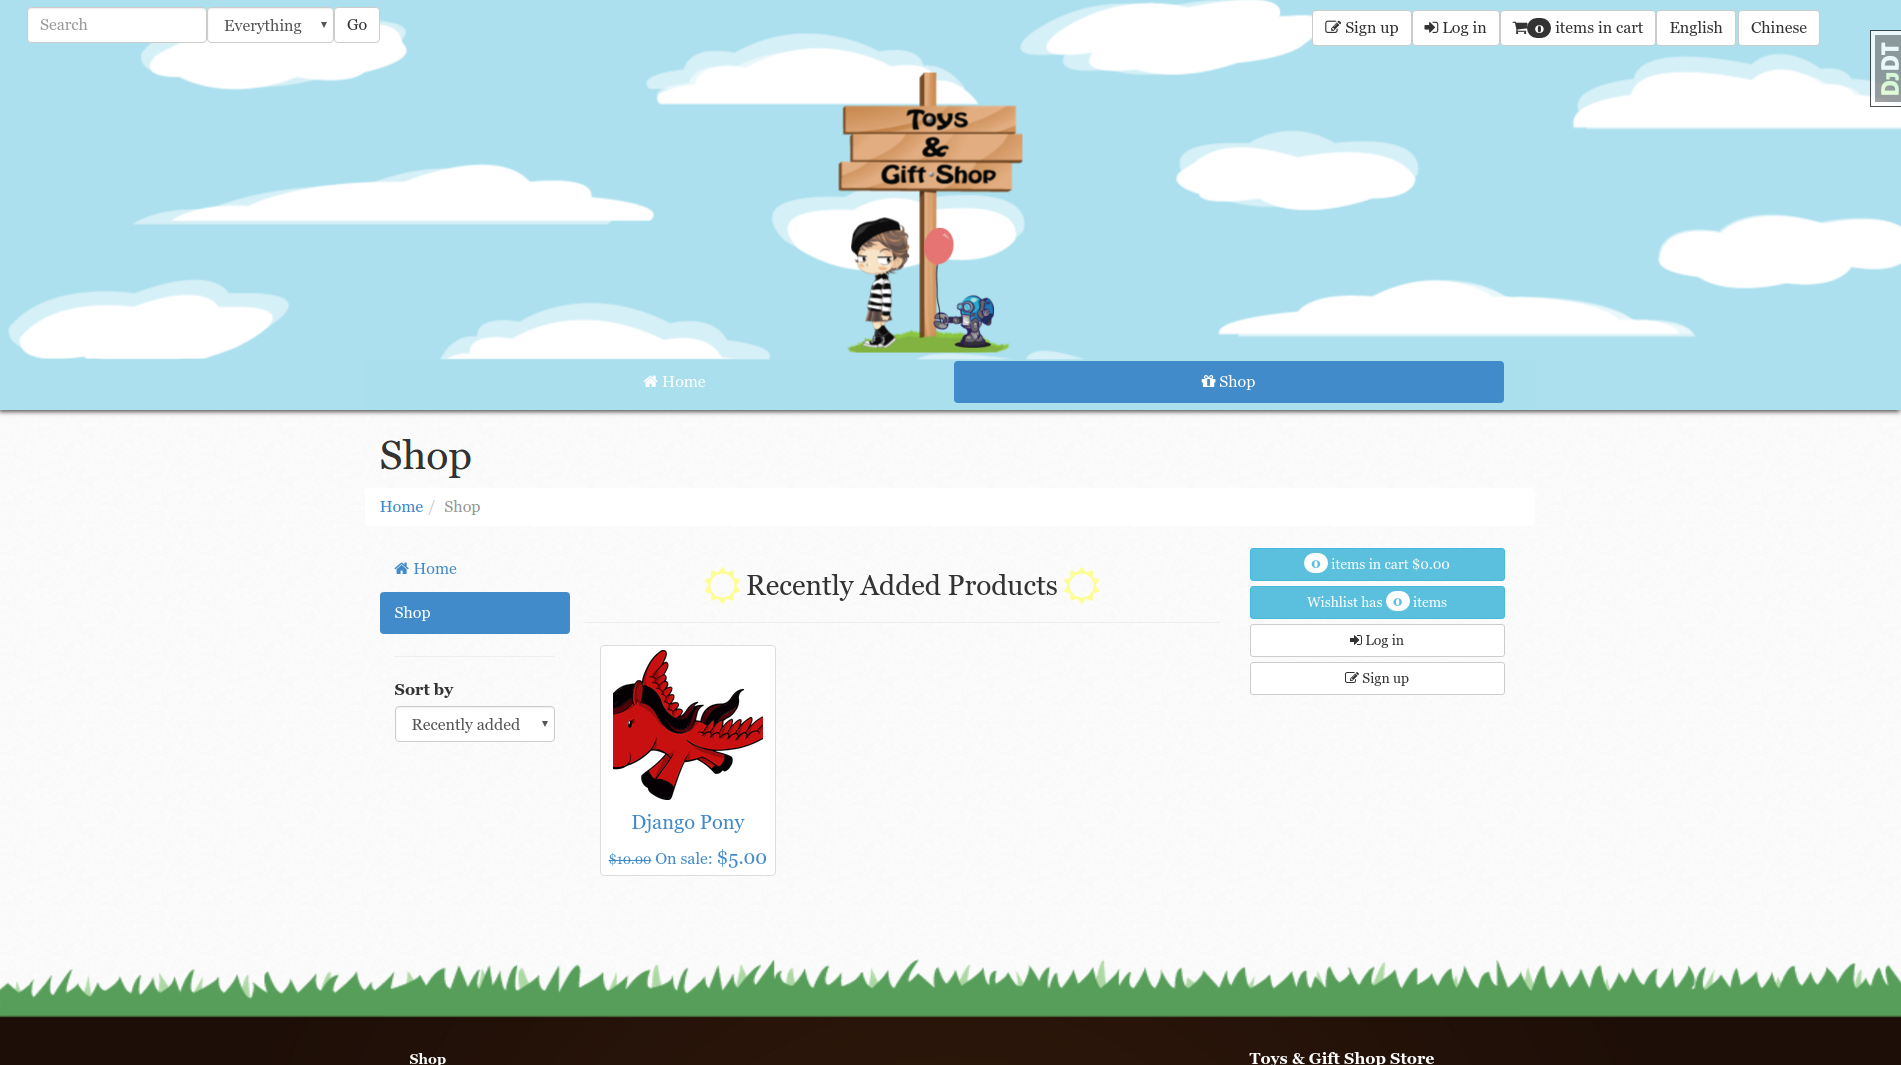 Search
Everything
Go
Sign up
Log in
0 items in cart
English
Chinese
DJDT
Toys
&
Gift Shop
Home
Shop
Shop
Home / Shop
Home
Shop
Sort by
Recently added
Recently Added Products
Django Pony
$10.00 On sale: $5.00
0 items in cart $0.00
Wishlist has 0 items
Log in
Sign up
Shop
Toys & Gift Shop Store